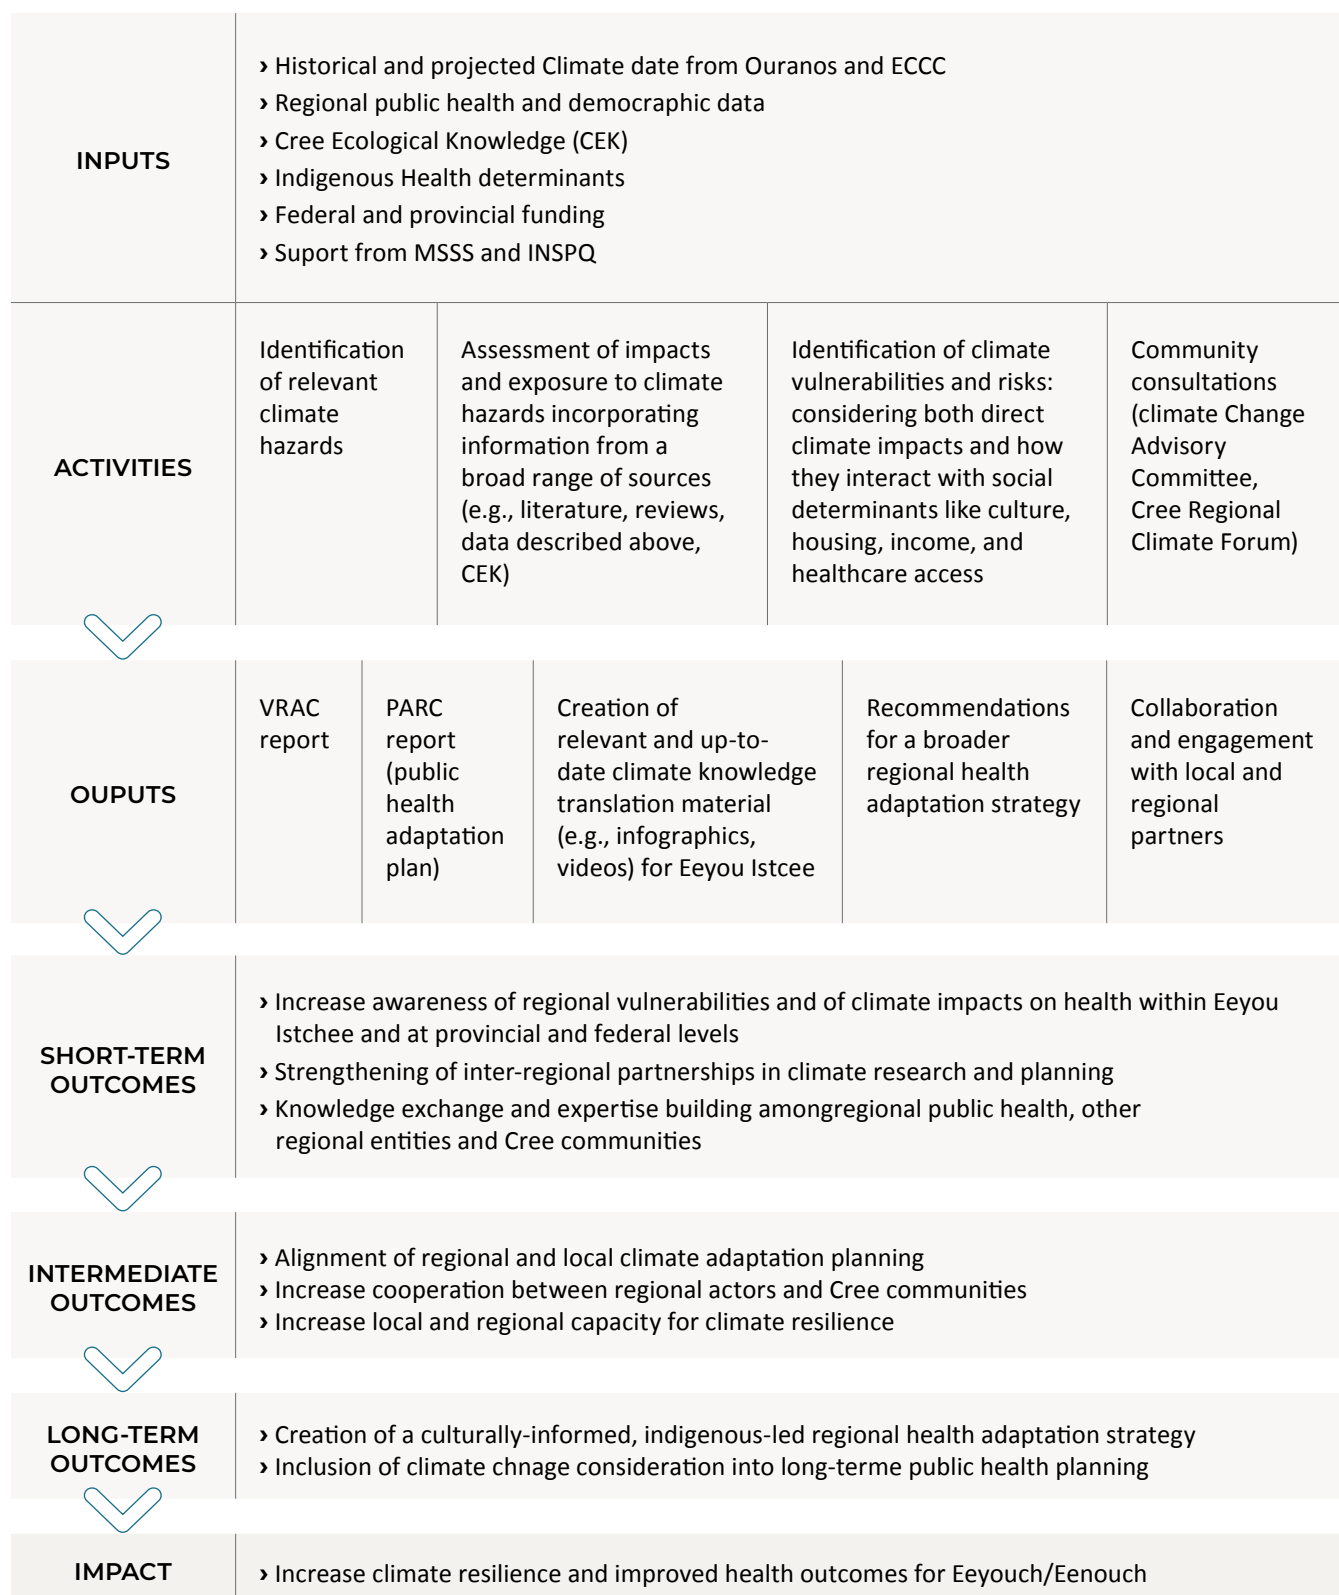 INPUTS
› Historical and projected Climate date from Ouranos and ECCC
› Regional public health and democraphic data
› Cree Ecological Knowledge (CEK)
› Indigenous Health determinants
› Federal and provincial funding
› Suport from MSSS and INSPQ
ACTIVITIES
Identification
of relevant
climate
hazards
Assessment of impacts
and exposure to climate
hazards incorporating
information from a
broad range of sources
(e.g., literature, reviews,
data described above,
CEK)
Identification of climate
vulnerabilities and risks:
considering both direct
climate impacts and how
they interact with social
determinants like culture,
housing, income, and
healthcare access
Community
consultations
(climate Change
Advisory
Committee,
Cree Regional
Climate Forum)
OUPUTS
VRAC
report
PARC
report
(public
health
adaptation
plan)
Creation of
relevant and up-to-
date climate knowledge
translation material
(e.g., infographics,
videos) for Eeyou Istcee
Recommendations
for a broader
regional health
adaptation strategy
Collaboration
and engagement
with local and
regional
partners
SHORT-TERM
OUTCOMES
› Increase awareness of regional vulnerabilities and of climate impacts on health within Eeyou
Istchee and at provincial and federal levels
› Strengthening of inter-regional partnerships in climate research and planning
› Knowledge exchange and expertise building amongregional public health, other
regional entities and Cree communities
INTERMEDIATE
OUTCOMES
› Alignment of regional and local climate adaptation planning
› Increase cooperation between regional actors and Cree communities
› Increase local and regional capacity for climate resilience
LONG-TERM
OUTCOMES
› Creation of a culturally-informed, indigenous-led regional health adaptation strategy
› Inclusion of climate chnage consideration into long-terme public health planning
IMPACT
› Increase climate resilience and improved health outcomes for Eeyouch/Eenouch